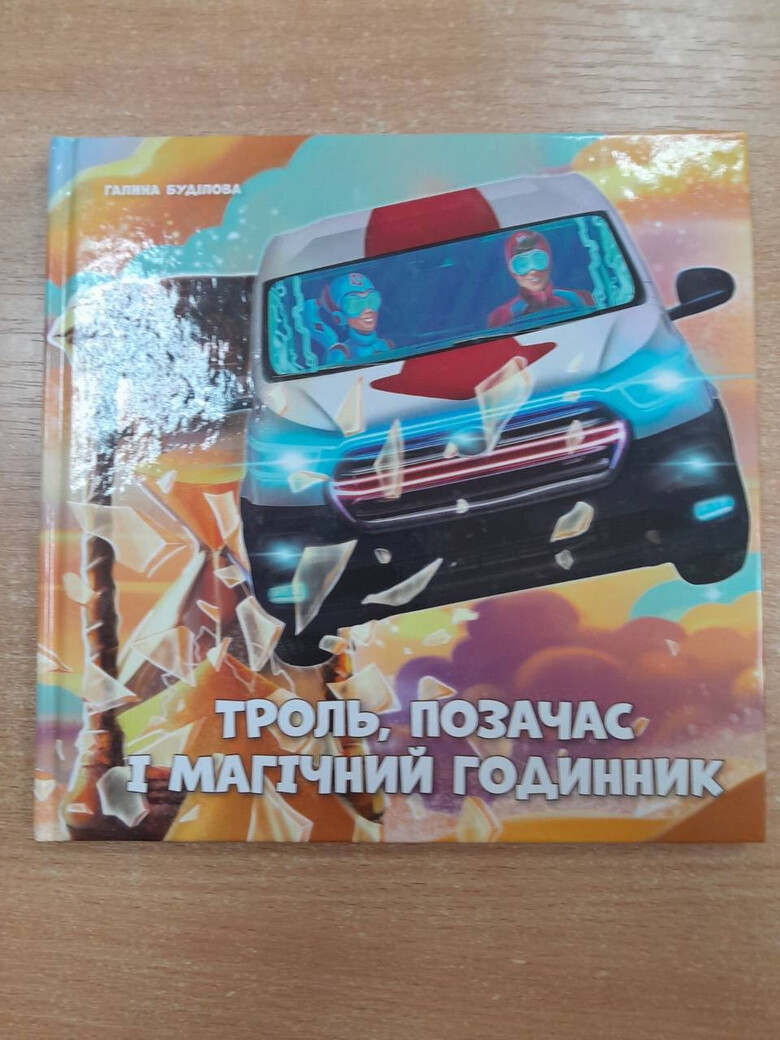 ГАЛИНА БУДІЛОВА
ТРОЛЬ, ПОЗАЧАС
І МАГІЧНИЙ ГОДИННИК